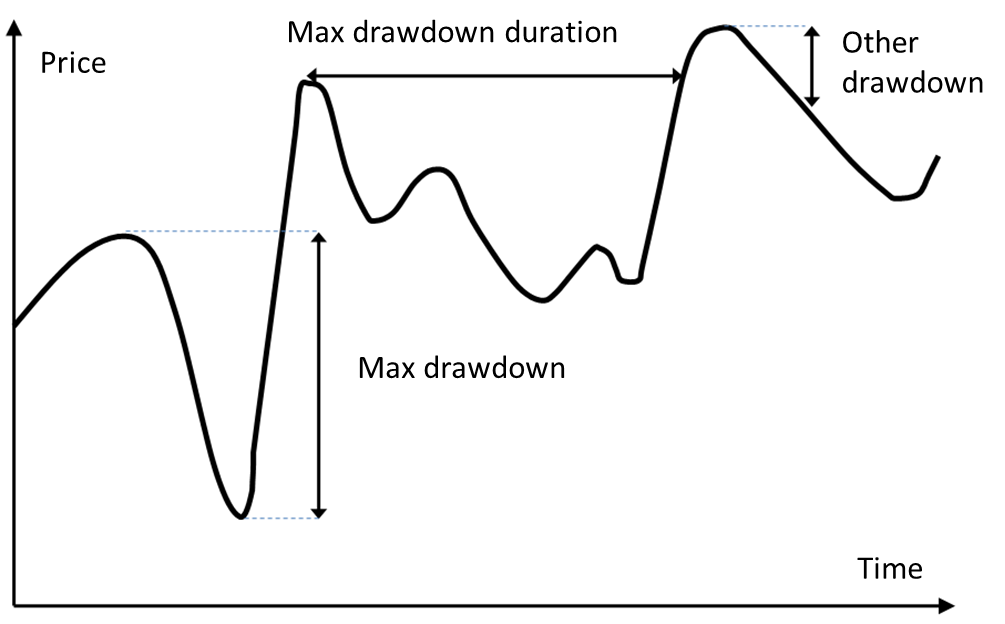 Max drawdown duration
Price
Other
drawdown
Max drawdown
Time